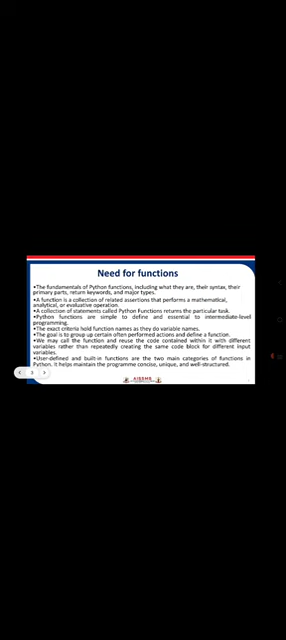 Need for functions
•The fundamentals of Python functions, including what they are, their syntax, their
primary parts, return keywords, and major types.
•A function is a collection of related assertions that performs a mathematical,
analytical, or evaluative operation.
•A collection of statements called Python Functions returns the particular task.
•Python functions are simple to define and essential to intermediate-level
programming.
•The exact criteria hold function names as they do variable names.
•The goal is to group up certain often performed actions and define a function.
•We may call the function and reuse the code contained within it with different
variables rather than repeatedly creating the same code block for different input
variables.
•User-defined and built-in functions are the two main categories of functions in
Python. It helps maintain the programme concise, unique, and well-structured.
3